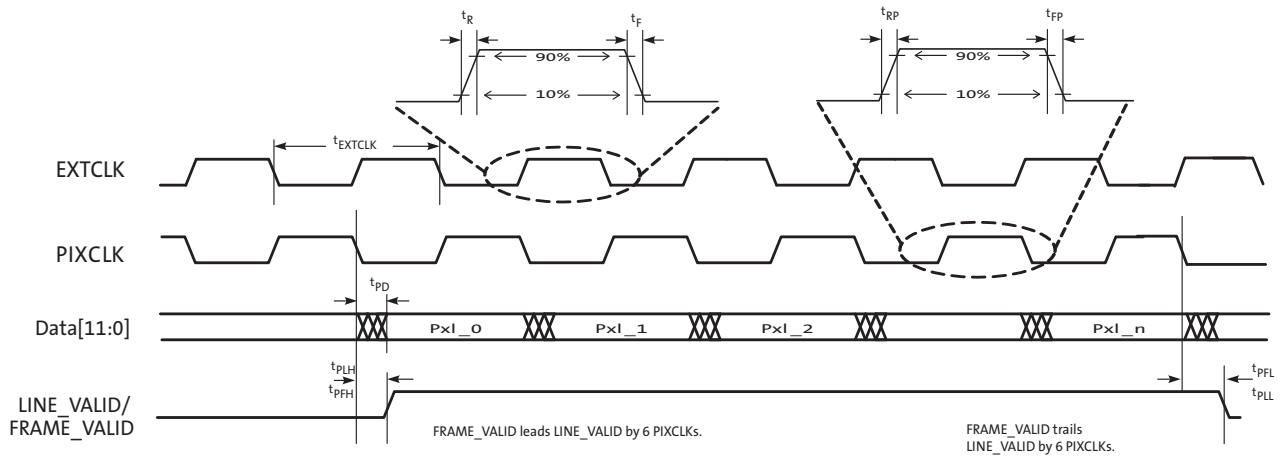 tR
tF
tRP
tFP
90%
90%
10%
10%
tEXTCLK
EXTCLK
PIXCLK
tPD
Data[11:0]
Pxl_0
Pxl_1
Pxl_2
Pxl_n
tPLH
tPFH
tPFL
tPLL
LINE_VALID/
FRAME_VALID
FRAME_VALID leads LINE_VALID by 6 PIXCLKs.
FRAME_VALID trails
LINE_VALID by 6 PIXCLKs.